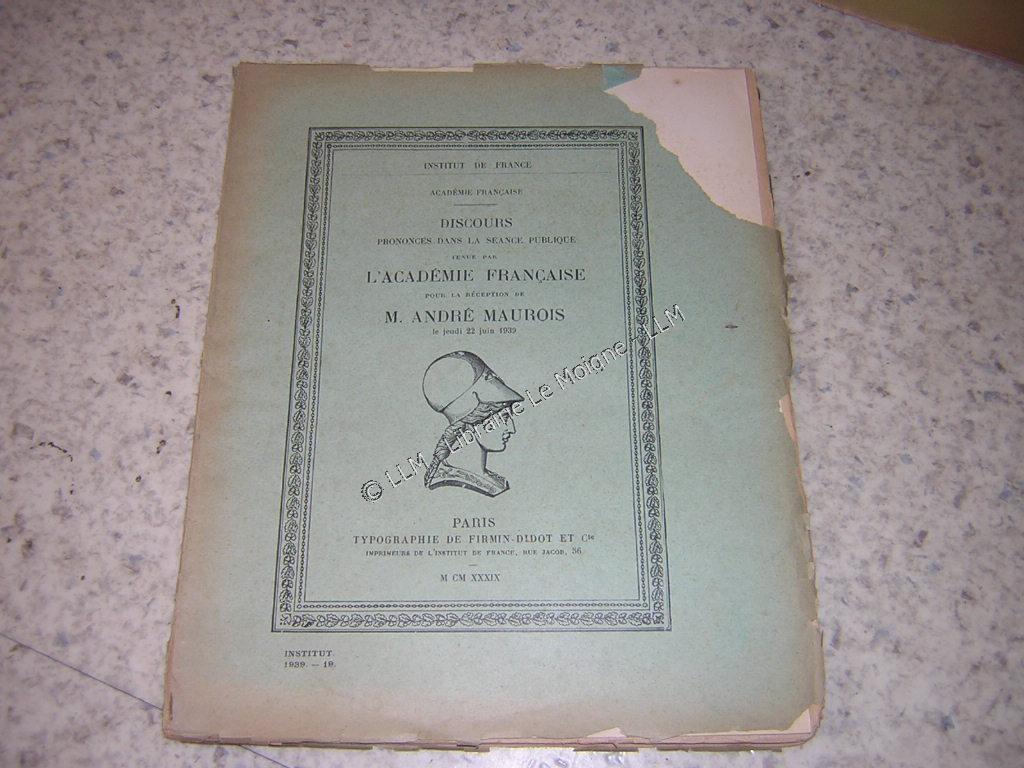 INSTITUT DE FRANCE
ACADÉMIE FRANÇAISE
DISCOURS
PRONONCÉS DANS LA SÉANCE PUBLIQUE
TENUE PAR
L'ACADÉMIE FRANÇAISE
POUR LA RÉCEPTION DE
M. ANDRÉ MAUROIS
le jeudi 22 juin 1939
© LLM - Librairie Le Moigne - LLM
PARIS
TYPOGRAPHIE DE FIRMIN-DIDOT ET Cie
IMPRIMEURS DE L'INSTITUT DE FRANCE, RUE JACOB, 56
M CM XXXIX
INSTITUT.
1939. — 19.